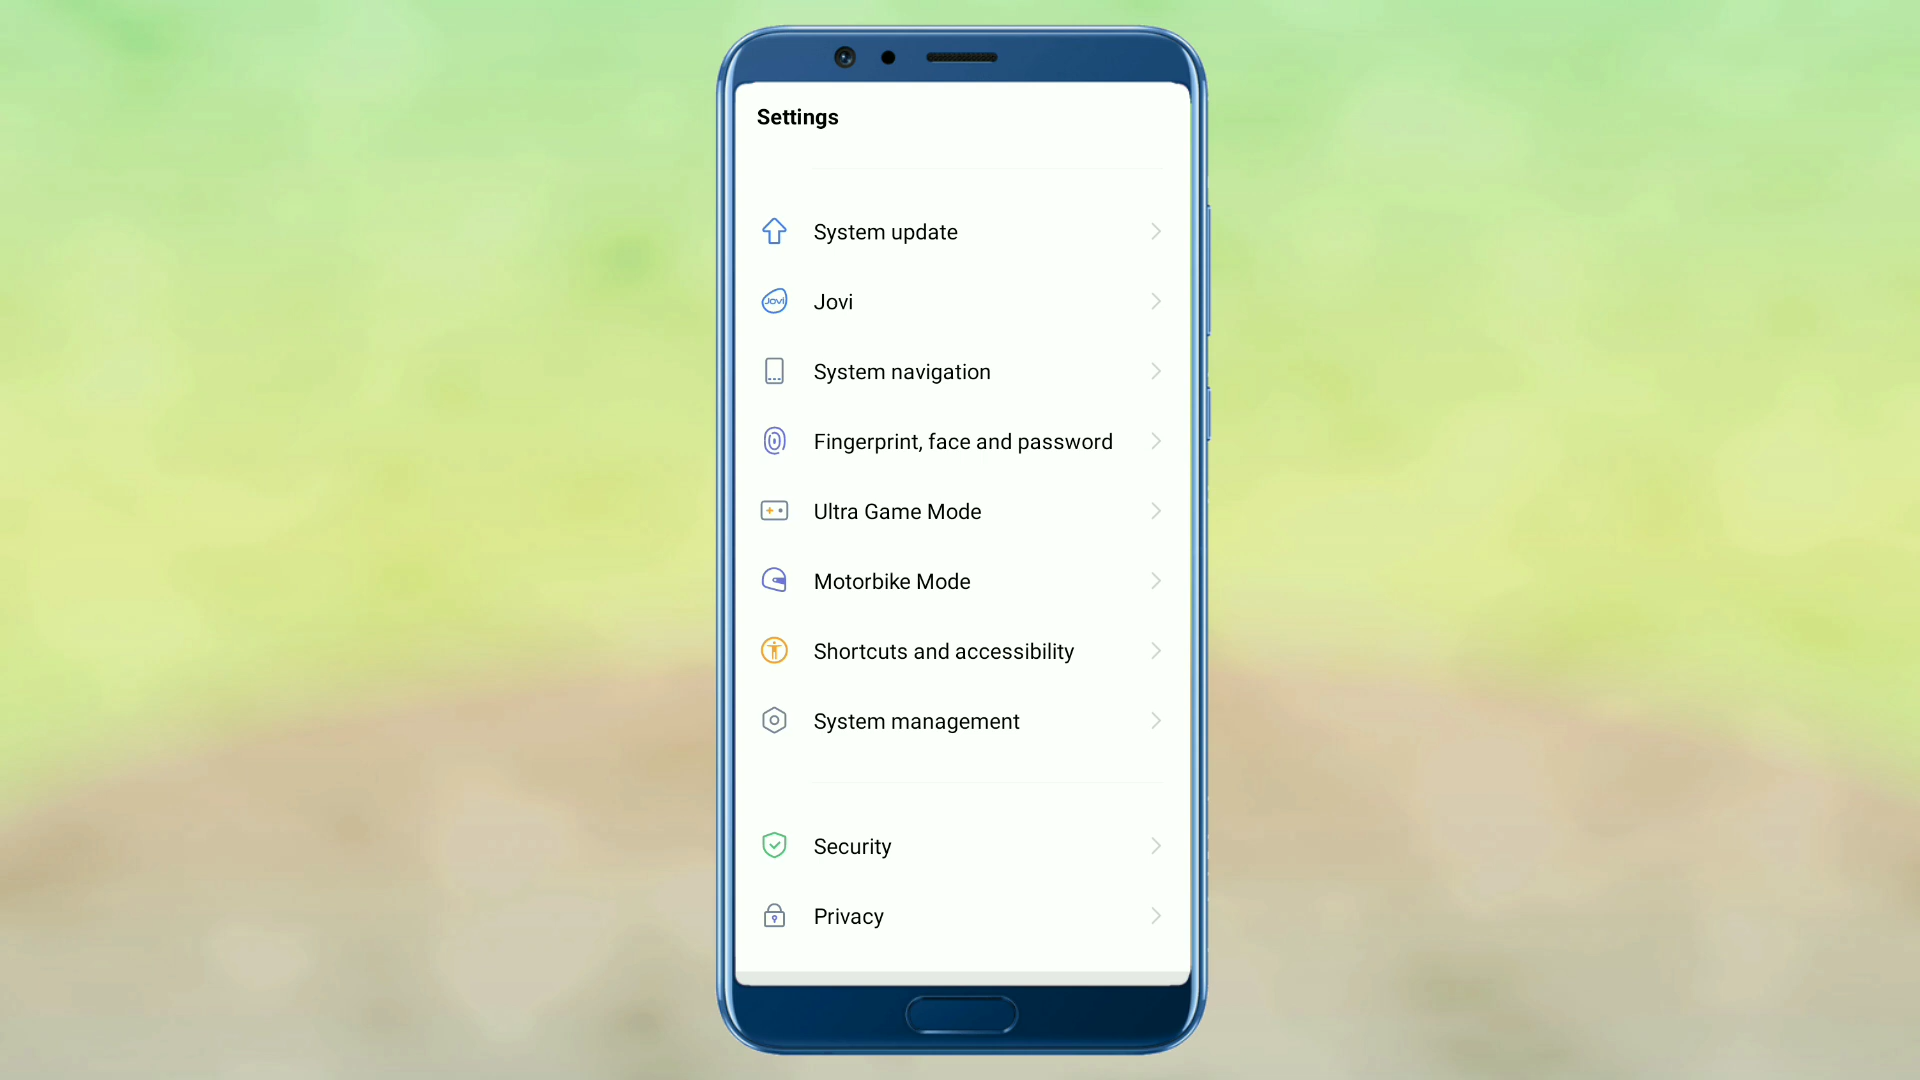 Settings
System update
Jovi
Jovi
System navigation
Fingerprint, face and password
Ultra Game Mode
Motorbike Mode
Shortcuts and accessibility
System management
Security
Privacy